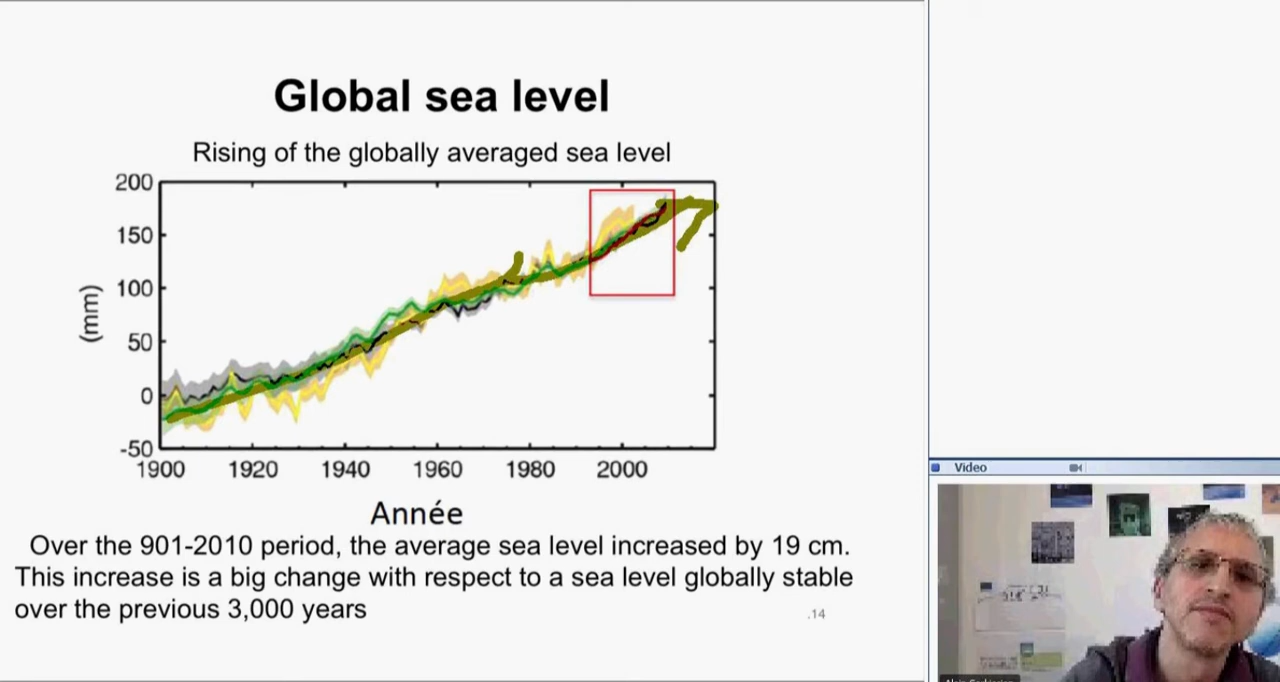 Global sea level
Rising of the globally averaged sea level
200
150
100
50
0
-50
(mm)
1900 1920 1940 1960 1980 2000
Année
Over the 901-2010 period, the average sea level increased by 19 cm.
This increase is a big change with respect to a sea level globally stable
over the previous 3,000 years
.14
Video